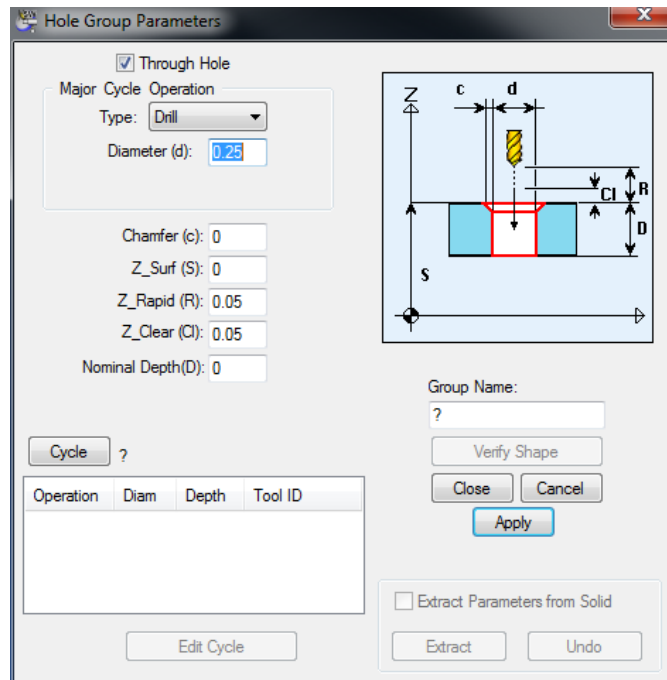 Hole Group Parameters
Through Hole
Major Cycle Operation
Type: Drill
Diameter (d): 0.25
Chamfer (c): 0
Z_Surf (S): 0
Z_Rapid (R): 0.05
Z_Clear (Cl): 0.05
Nominal Depth(D): 0
Z
c
d
Cl
R
D
S
Group Name:
?
Verify Shape
Close
Cancel
Apply
Cycle ?
Operation Diam Depth Tool ID
Edit Cycle
Extract Parameters from Solid
Extract
Undo